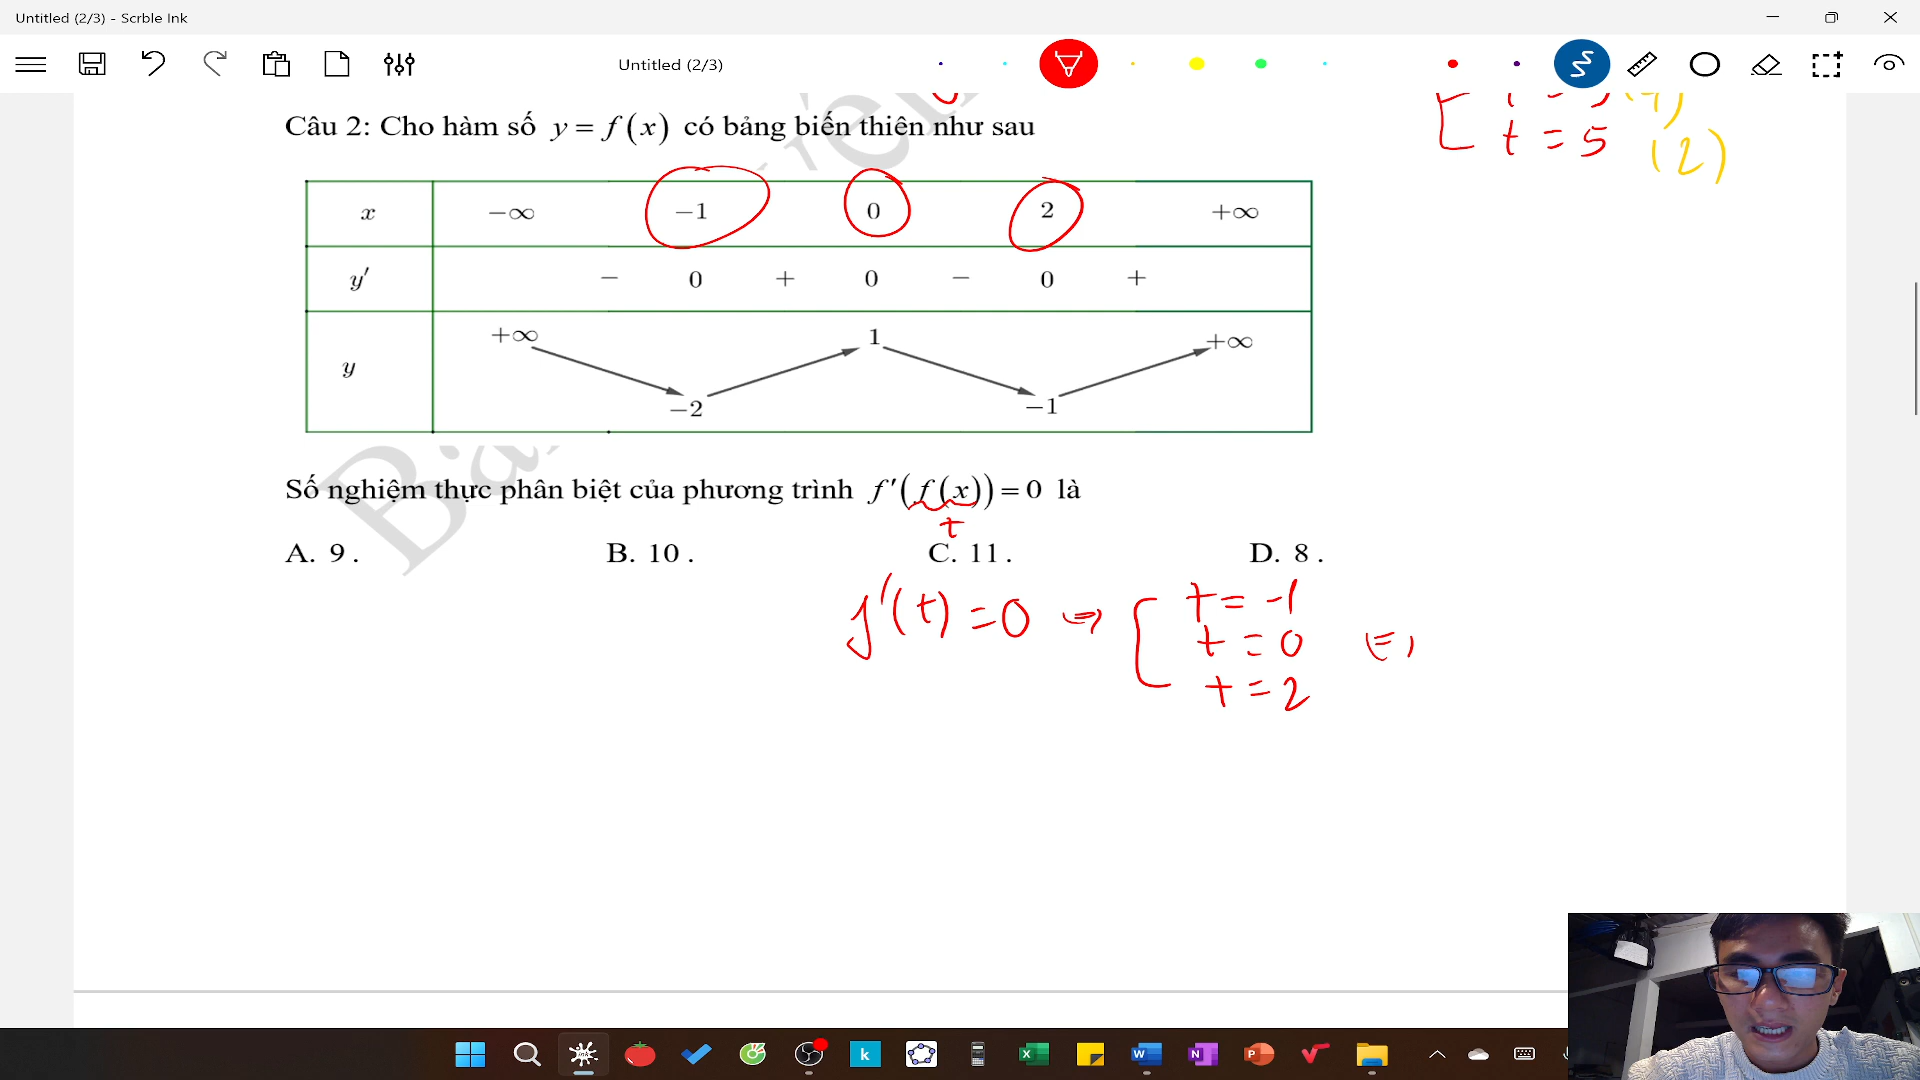 Untitled (2/3) - Scrble Ink
Untitled (2/3)
t = 5 (2)
Câu 2: Cho hàm số y = f(x) có bảng biến thiên như sau
x −∞ −1 0 2 +∞
y′ − 0 + 0 − 0 +
y +∞ −2 1 −1 +∞
Số nghiệm thực phân biệt của phương trình f′(f(x)) = 0 là
t
A. 9 . B. 10 . C. 11 . D. 8 .
f'(t) = 0 ⇒ [ t = -1
t = 0
t = 2